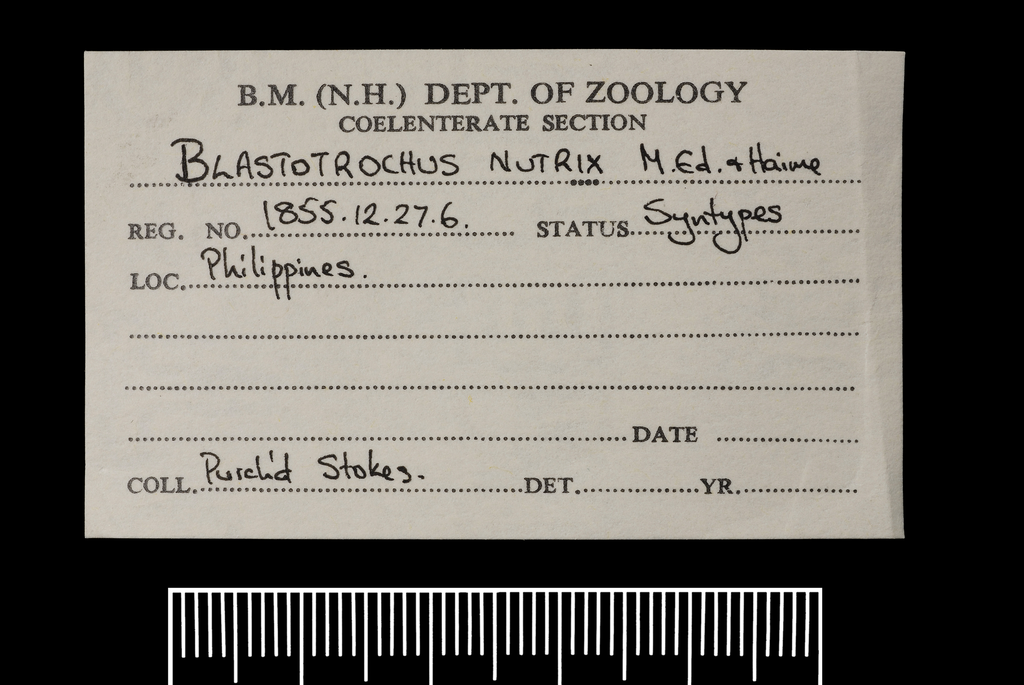 B.M. (N.H.) DEPT. OF ZOOLOGY
COELENTERATE SECTION
BLASTOTROCHUS NUTRIX M.Ed. & Haime
REG. NO. 1855.12.27.6. STATUS Syntypes
LOC. Philippines.
DATE
COLL. Purch'd Stokes. DET. YR.